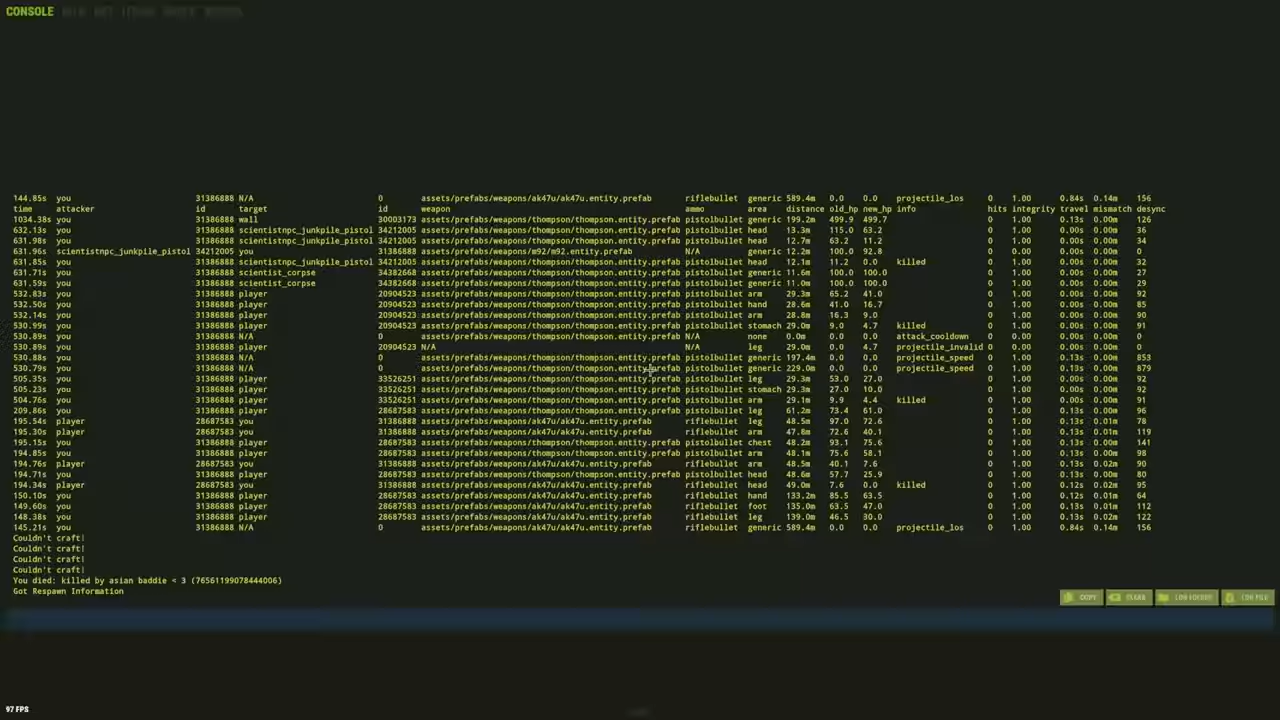 CONSOLE
144.85s you 31386888 N/A 0 assets/prefabs/weapons/ak47u/ak47u.entity.prefab riflebullet generic 589.4m 0.0 0.0 projectile_los 0 1.00 0.84s 0.14m 156
time attacker id target id weapon ammo area distance old_hp new_hp info hits integrity travel mismatch desync
1034.38s you 31386888 wall 30003173 assets/prefabs/weapons/thompson/thompson.entity.prefab pistolbullet generic 199.2m 499.9 499.7 0 1.00 0.13s 0.00m 126
632.13s you 31386888 scientistnpc_junkpile_pistol 34212005 assets/prefabs/weapons/thompson/thompson.entity.prefab pistolbullet head 13.3m 115.0 63.2 0 1.00 0.00s 0.00m 36
631.98s you 31386888 scientistnpc_junkpile_pistol 34212005 assets/prefabs/weapons/thompson/thompson.entity.prefab pistolbullet head 12.7m 63.2 11.2 0 1.00 0.00s 0.00m 34
631.96s scientistnpc_junkpile_pistol 34212005 you 31386888 assets/prefabs/weapons/m92/m92.entity.prefab N/A generic 12.2m 100.0 92.8 0 1.00 0.00s 0.00m 0
631.85s you 31386888 scientistnpc_junkpile_pistol 34212005 assets/prefabs/weapons/thompson/thompson.entity.prefab pistolbullet head 12.1m 11.2 0.0 killed 0 1.00 0.00s 0.00m 32
631.71s you 31386888 scientist_corpse 34382668 assets/prefabs/weapons/thompson/thompson.entity.prefab pistolbullet generic 11.6m 100.0 100.0 0 1.00 0.00s 0.00m 27
631.59s you 31386888 scientist_corpse 34382668 assets/prefabs/weapons/thompson/thompson.entity.prefab pistolbullet generic 11.0m 100.0 100.0 0 1.00 0.00s 0.00m 29
532.83s you 31386888 player 20904523 assets/prefabs/weapons/thompson/thompson.entity.prefab pistolbullet arm 29.3m 65.2 41.0 0 1.00 0.00s 0.00m 92
532.50s you 31386888 player 20904523 assets/prefabs/weapons/thompson/thompson.entity.prefab pistolbullet hand 28.6m 41.0 16.7 0 1.00 0.00s 0.00m 85
532.14s you 31386888 player 20904523 assets/prefabs/weapons/thompson/thompson.entity.prefab pistolbullet arm 28.8m 16.3 9.0 0 1.00 0.00s 0.00m 90
530.99s you 31386888 player 20904523 assets/prefabs/weapons/thompson/thompson.entity.prefab pistolbullet stomach 29.0m 9.0 4.7 killed 0 1.00 0.00s 0.00m 91
530.89s you 31386888 N/A 0 assets/prefabs/weapons/thompson/thompson.entity.prefab N/A none 0.0m 0.0 0.0 attack_cooldown 0 1.00 0.00s 0.00m 0
530.89s you 31386888 player 20904523 N/A N/A leg 29.0m 0.0 4.7 projectile_invalid 0 1.00 0.00s 0.00m 0
530.88s you 31386888 N/A 0 assets/prefabs/weapons/thompson/thompson.entity.prefab pistolbullet generic 197.4m 0.0 0.0 projectile_speed 0 1.00 0.13s 0.00m 853
530.79s you 31386888 N/A 0 assets/prefabs/weapons/thompson/thompson.entity.prefab pistolbullet generic 229.0m 0.0 0.0 projectile_speed 0 1.00 0.13s 0.00m 879
505.35s you 31386888 player 33526251 assets/prefabs/weapons/thompson/thompson.entity.prefab pistolbullet leg 29.3m 53.0 27.0 0 1.00 0.00s 0.00m 92
505.23s you 31386888 player 33526251 assets/prefabs/weapons/thompson/thompson.entity.prefab pistolbullet stomach 29.3m 27.0 10.0 0 1.00 0.00s 0.00m 92
504.76s you 31386888 player 33526251 assets/prefabs/weapons/thompson/thompson.entity.prefab pistolbullet arm 29.1m 9.9 4.4 killed 0 1.00 0.00s 0.00m 91
209.86s you 31386888 player 28687583 assets/prefabs/weapons/thompson/thompson.entity.prefab pistolbullet leg 61.2m 73.4 61.0 0 1.00 0.13s 0.00m 96
195.54s player 28687583 you 31386888 assets/prefabs/weapons/ak47u/ak47u.entity.prefab riflebullet leg 48.5m 97.0 72.6 0 1.00 0.13s 0.01m 78
195.30s player 28687583 you 31386888 assets/prefabs/weapons/ak47u/ak47u.entity.prefab riflebullet arm 47.8m 72.6 40.1 0 1.00 0.13s 0.01m 119
195.15s you 31386888 player 28687583 assets/prefabs/weapons/thompson/thompson.entity.prefab pistolbullet chest 48.2m 93.1 75.6 0 1.00 0.13s 0.00m 141
194.85s you 31386888 player 28687583 assets/prefabs/weapons/thompson/thompson.entity.prefab pistolbullet arm 48.1m 75.6 58.1 0 1.00 0.13s 0.00m 98
194.76s player 28687583 you 31386888 assets/prefabs/weapons/ak47u/ak47u.entity.prefab riflebullet arm 48.5m 40.1 7.6 0 1.00 0.13s 0.02m 90
194.71s you 31386888 player 28687583 assets/prefabs/weapons/thompson/thompson.entity.prefab pistolbullet head 48.6m 57.7 25.9 0 1.00 0.13s 0.00m 80
194.34s player 28687583 you 31386888 assets/prefabs/weapons/ak47u/ak47u.entity.prefab riflebullet head 49.0m 7.6 0.0 killed 0 1.00 0.12s 0.02m 95
150.10s you 31386888 player 28687583 assets/prefabs/weapons/ak47u/ak47u.entity.prefab riflebullet hand 133.2m 85.5 63.5 0 1.00 0.12s 0.01m 64
149.60s you 31386888 player 28687583 assets/prefabs/weapons/ak47u/ak47u.entity.prefab riflebullet foot 135.0m 63.5 47.0 0 1.00 0.13s 0.01m 112
148.38s you 31386888 player 28687583 assets/prefabs/weapons/ak47u/ak47u.entity.prefab riflebullet leg 139.0m 46.5 30.0 0 1.00 0.13s 0.02m 122
145.21s you 31386888 N/A 0 assets/prefabs/weapons/ak47u/ak47u.entity.prefab riflebullet generic 589.4m 0.0 0.0 projectile_los 0 1.00 0.84s 0.14m 156
Couldn't craft!
Couldn't craft!
Couldn't craft!
Couldn't craft!
You died: killed by asian baddie < 3 (76561199078444006)
Got Respawn Information
COPY CLEAR LOG FOLDER LOG FILE
97 FPS